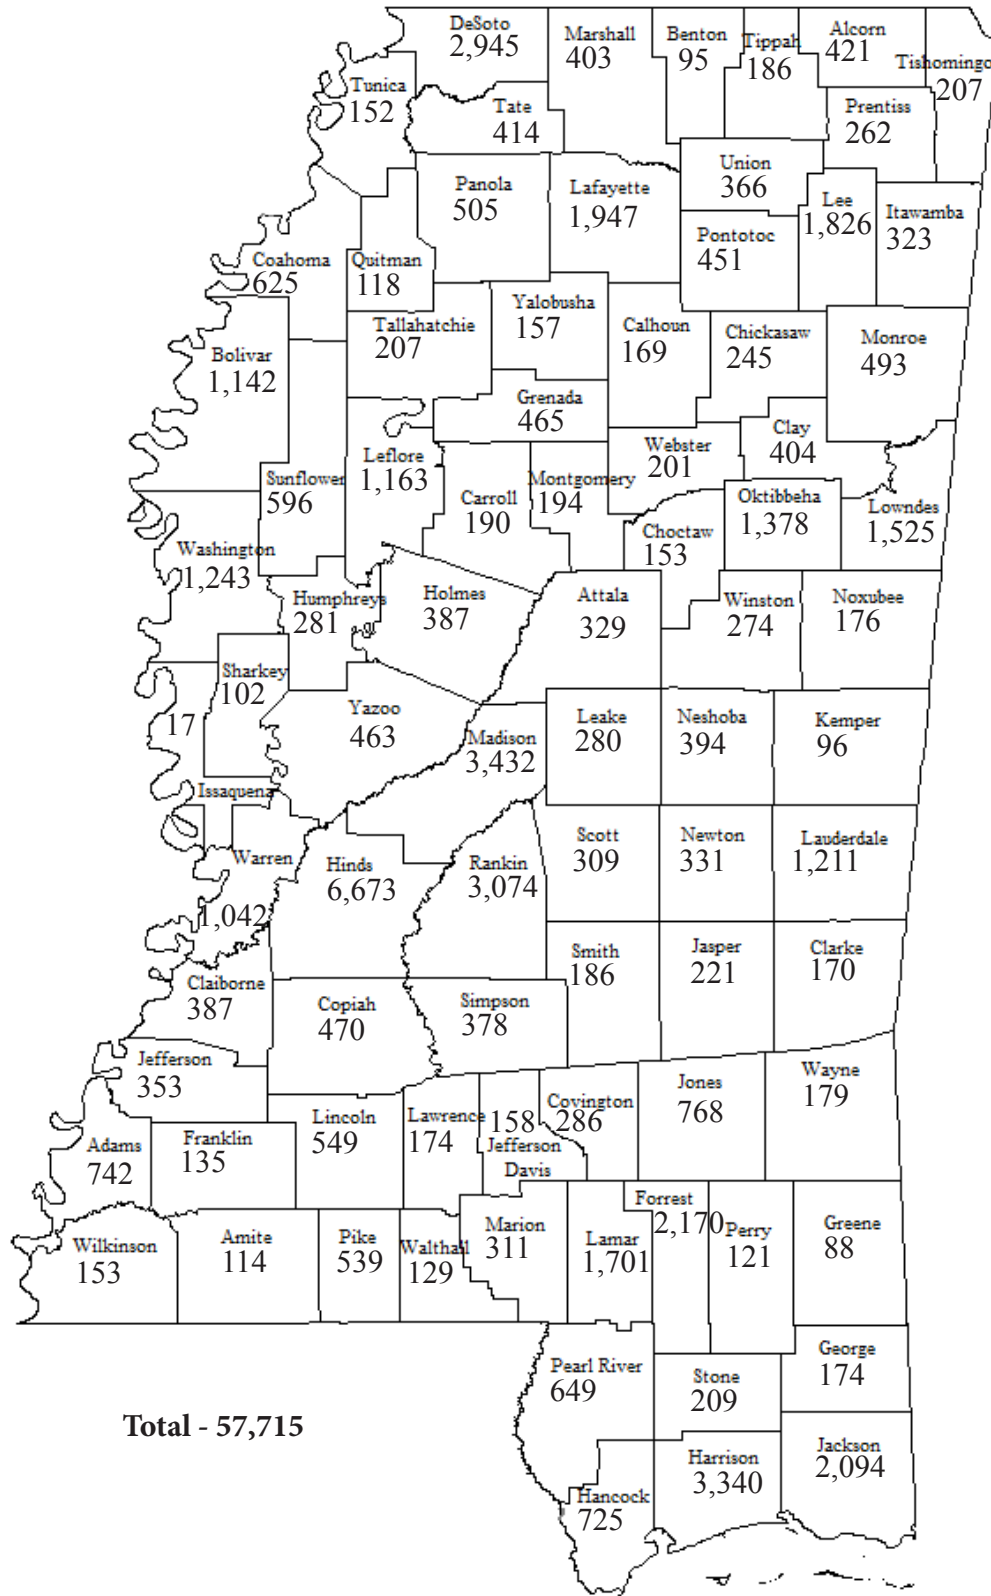 DeSoto
2,945
Marshall
403
Benton
95
Tippah
186
Alcorn
421
Tishomingo
207
Tunica
152
Tate
414
Prentiss
262
Panola
505
Lafayette
1,947
Union
366
Lee
1,826
Itawamba
323
Pontotoc
451
Coahoma
625
Quitman
118
Tallahatchie
207
Yalobusha
157
Calhoun
169
Chickasaw
245
Monroe
493
Bolivar
1,142
Grenada
465
Clay
404
Webster
201
Leflore
1,163
Sunflower
596
Carroll
190
Montgomery
194
Oktibbeha
1,378
Lowndes
1,525
Choctaw
153
Washington
1,243
Humphreys
281
Holmes
387
Attala
329
Winston
274
Noxubee
176
Sharkey
102
17
Issaquena
Yazoo
463
Madison
3,432
Leake
280
Neshoba
394
Kemper
96
Warren
1,042
Hinds
6,673
Rankin
3,074
Scott
309
Newton
331
Lauderdale
1,211
Smith
186
Jasper
221
Clarke
170
Claiborne
387
Copiah
470
Simpson
378
Jefferson
353
Lincoln
549
Lawrence
174
158
Jefferson
Davis
Covington
286
Jones
768
Wayne
179
Adams
742
Franklin
135
Wilkinson
153
Amite
114
Pike
539
Walthall
129
Marion
311
Lamar
1,701
Forrest
2,170
Perry
121
Greene
88
Pearl River
649
Stone
209
George
174
Total - 57,715
Hancock
725
Harrison
3,340
Jackson
2,094